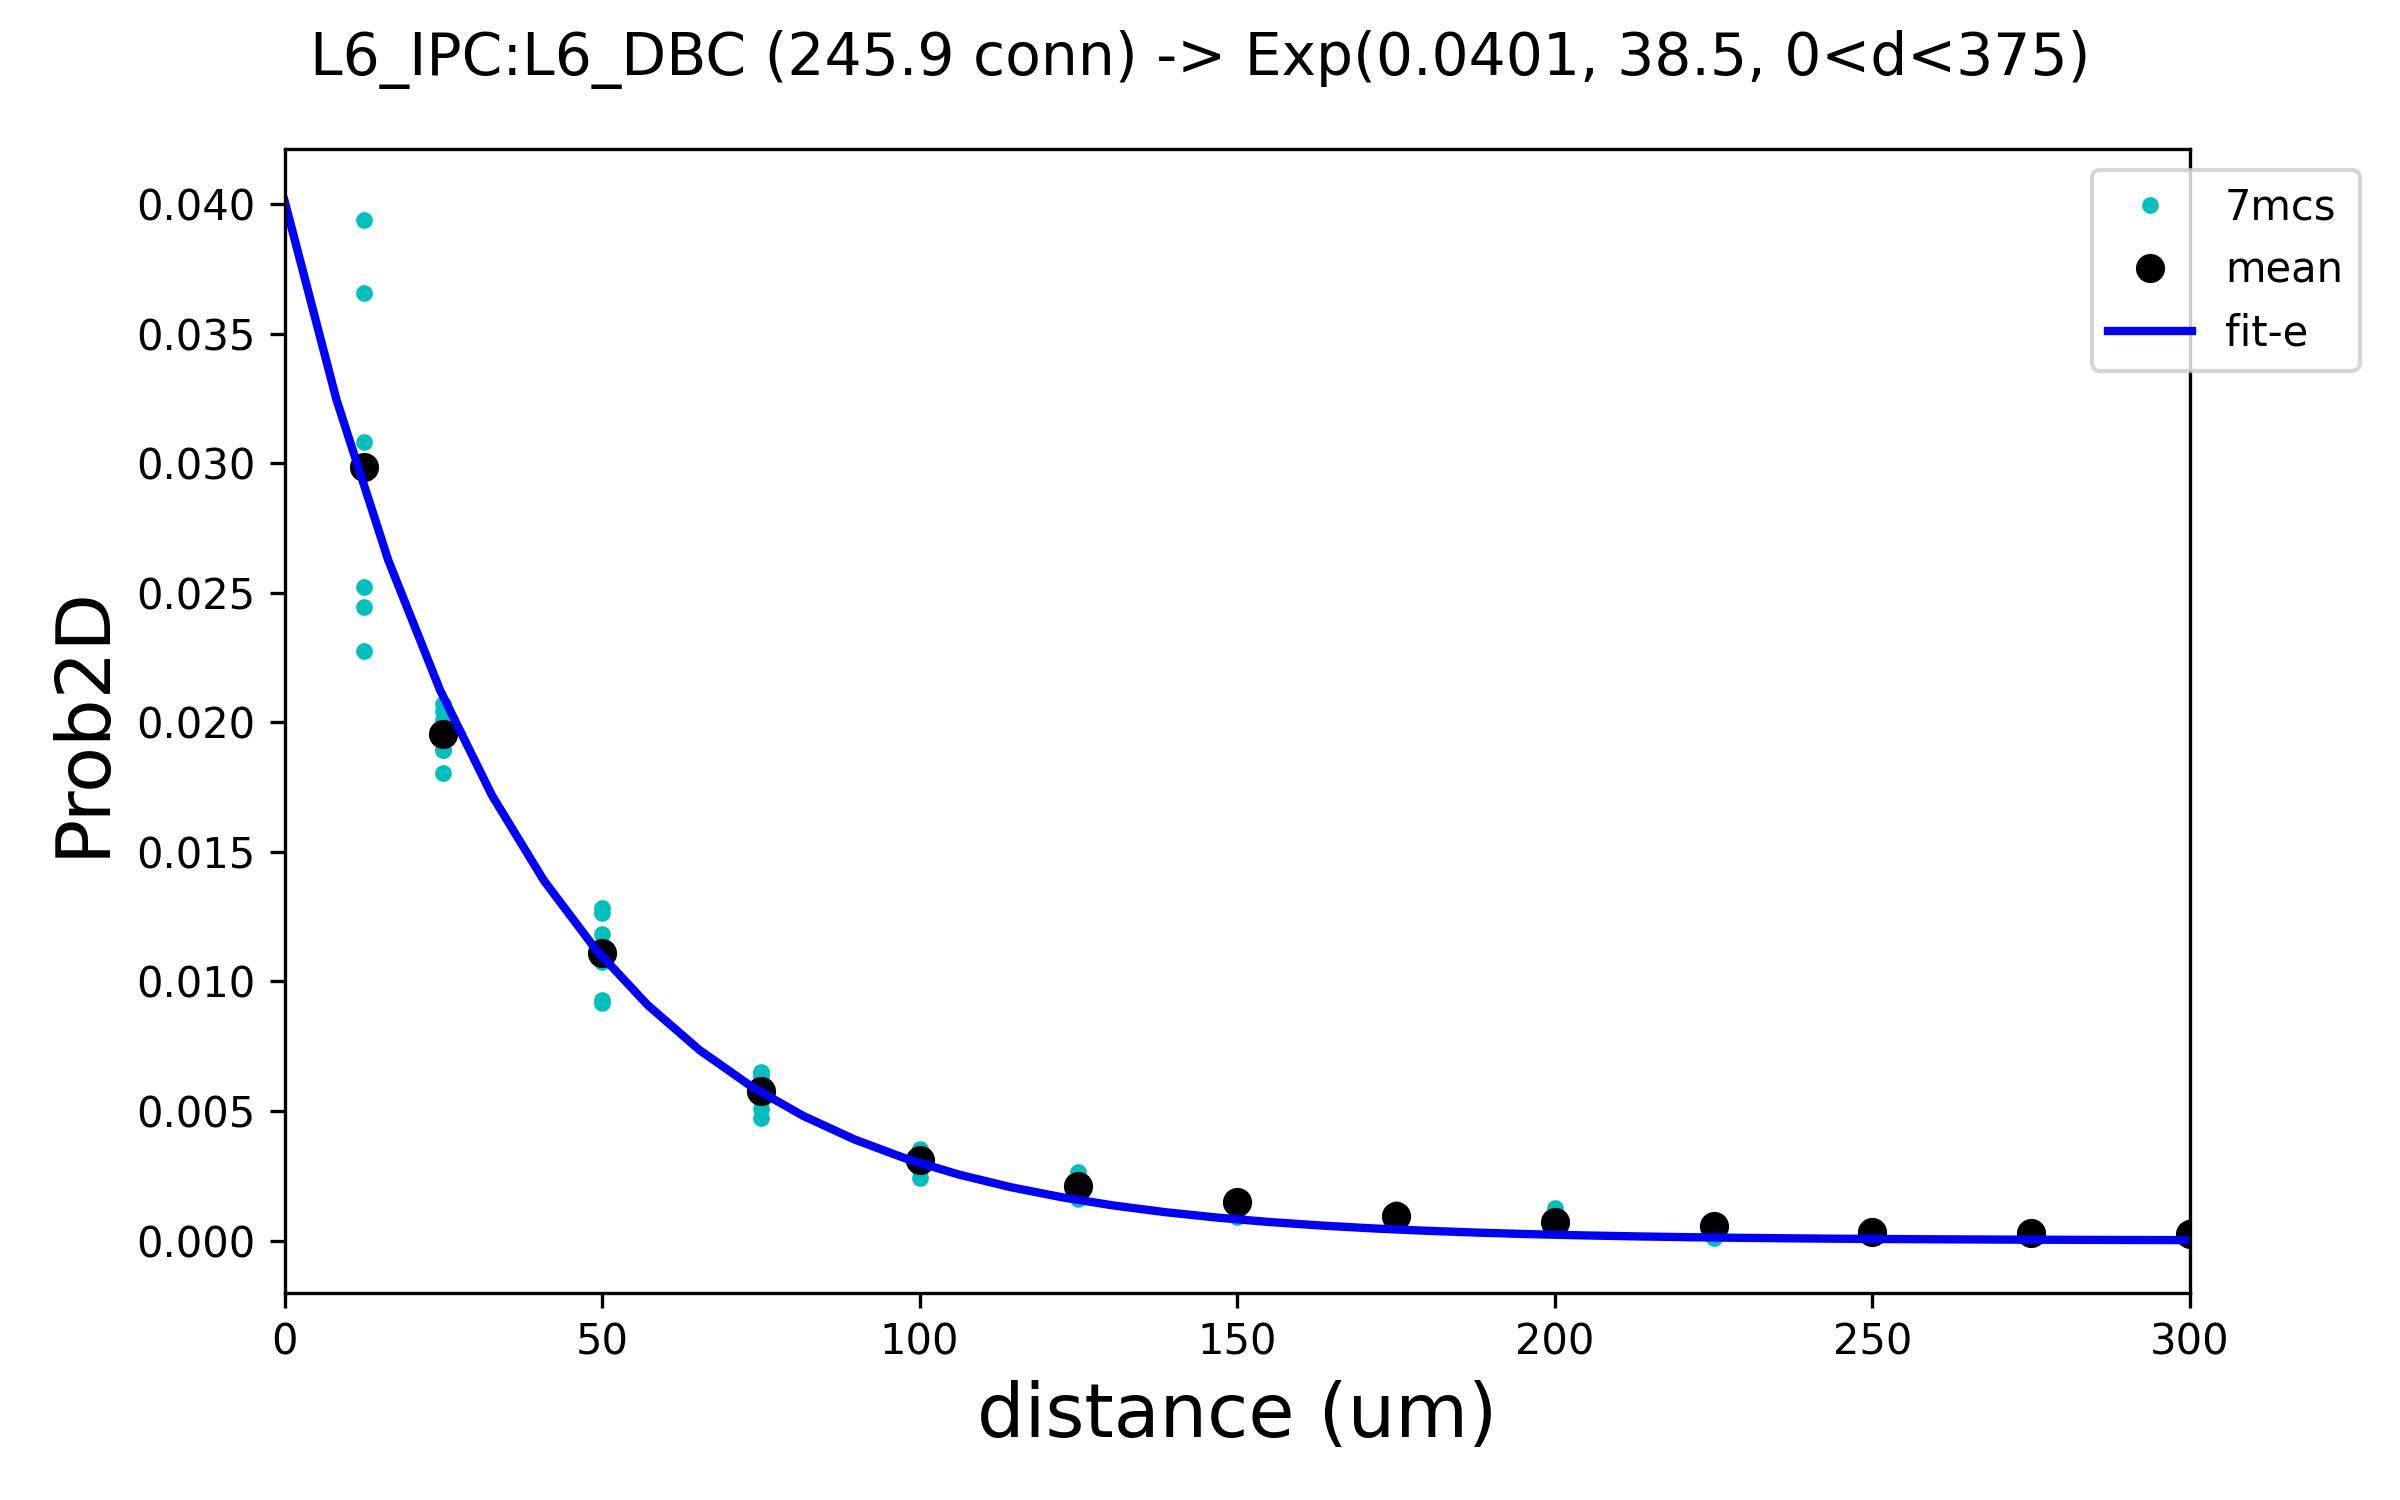 L6_IPC:L6_DBC (245.9 conn) -> Exp(0.0401, 38.5, 0<d<375)
7mcs
mean
fit-e
Prob2D
0.040
0.035
0.030
0.025
0.020
0.015
0.010
0.005
0.000
0
50
100
150
200
250
300
distance (um)